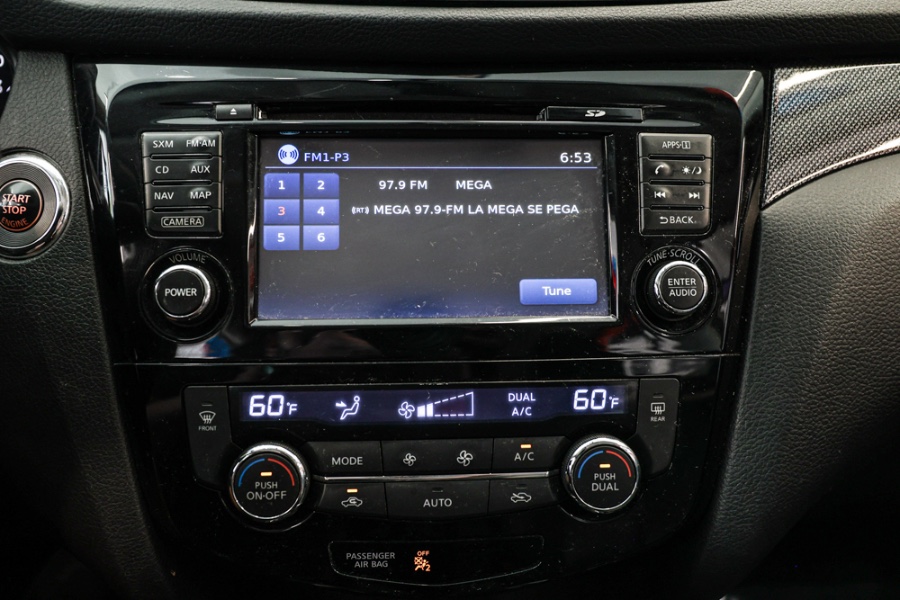 START
STOP
ENGINE
SD
SXM FM·AM
CD AUX
NAV MAP
CAMERA
VOLUME
POWER
FM1-P3 6:53
1 2
3 4
5 6
97.9 FM MEGA
((RT)) MEGA 97.9-FM LA MEGA SE PEGA
Tune
APPS·[i]
BACK
TUNE·SCROLL
ENTER
AUDIO
FRONT
60°F
DUAL
A/C
60°F
REAR
PUSH
ON·OFF
MODE
A/C
AUTO
PUSH
DUAL
PASSENGER
AIR BAG
OFF
2